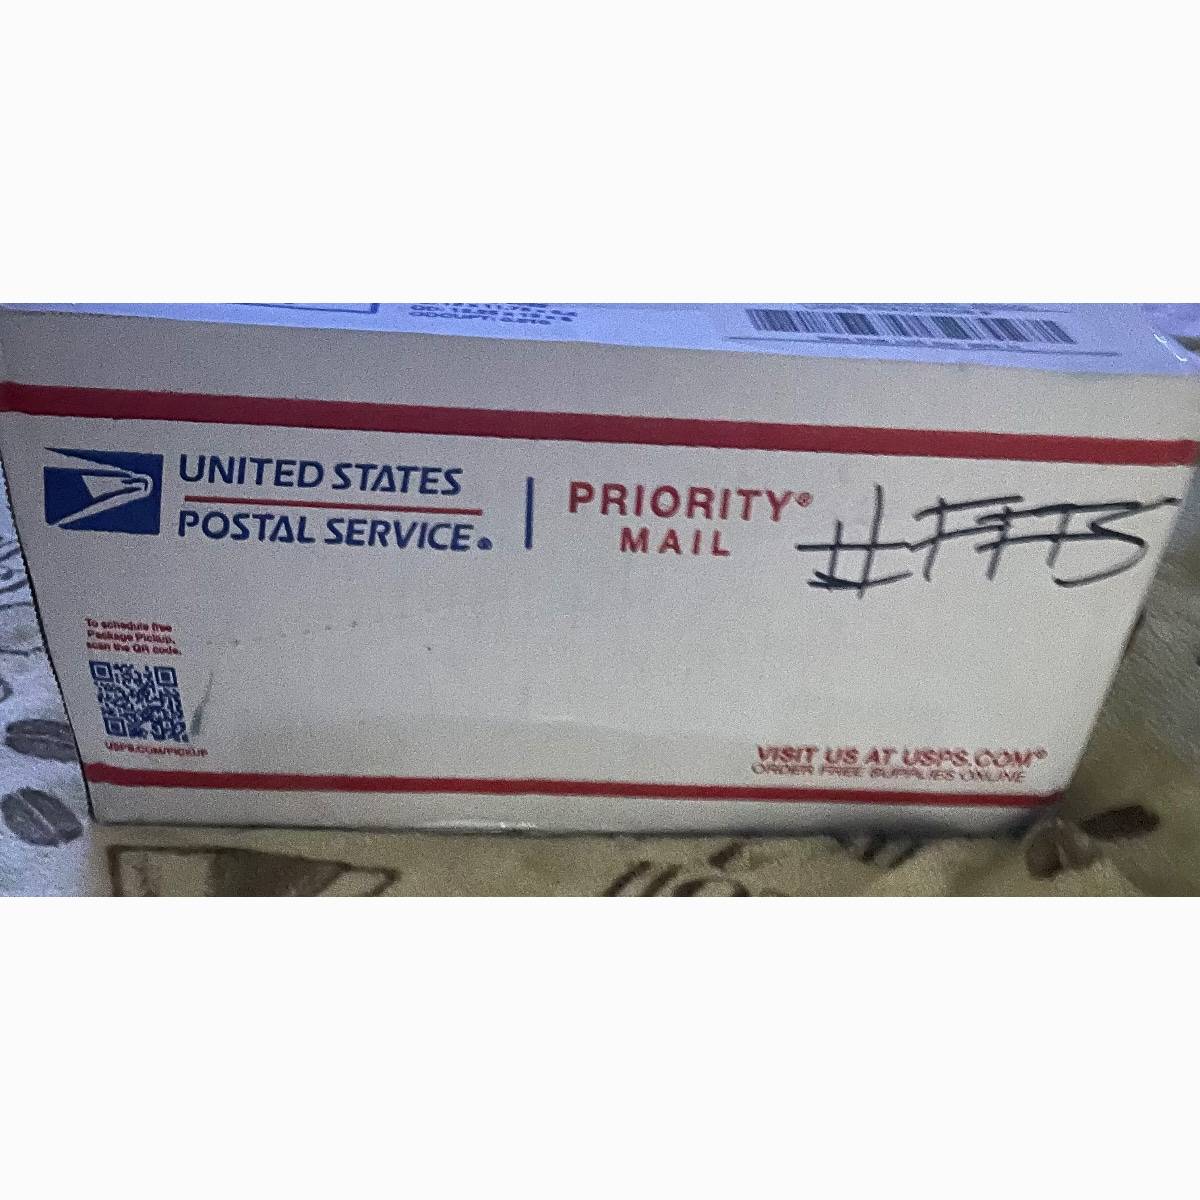 UNITED STATES
POSTAL SERVICE®
PRIORITY®
MAIL
#FFB
To schedule free
Package Pickup,
scan the QR code.
USPS.COM/PICKUP
VISIT US AT USPS.COM®
ORDER FREE SUPPLIES ONLINE